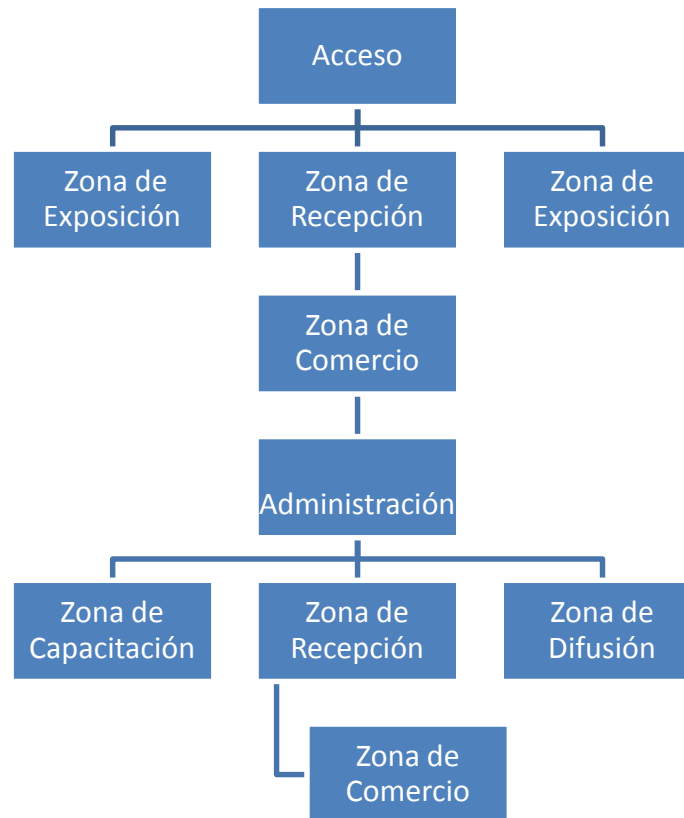 Acceso
Zona de
Exposición
Zona de
Recepción
Zona de
Exposición
Zona de
Comercio
Administración
Zona de
Capacitación
Zona de
Recepción
Zona de
Difusión
Zona de
Comercio